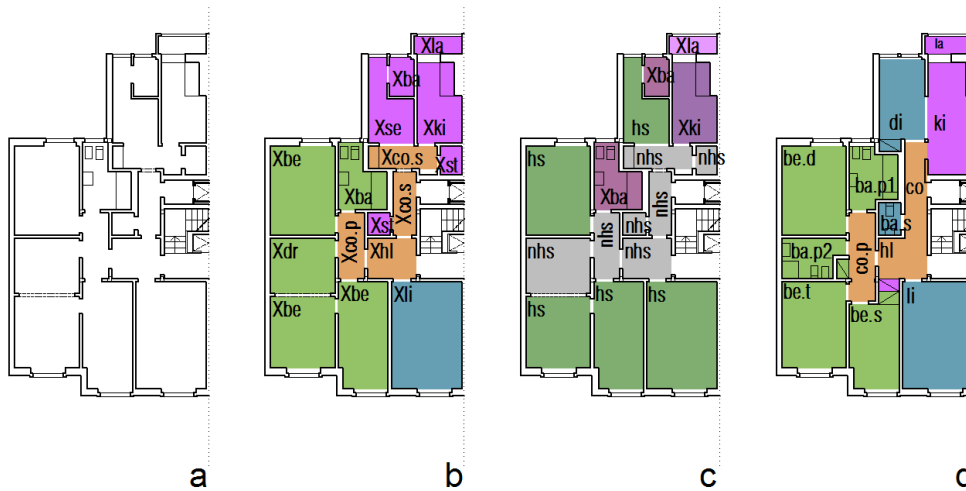 Xla
Xba
Xse
Xki
Xbe
Xco.s
Xst
Xba
Xco.s
Xst
Xco.p
Xdr
Xhl
Xbe
Xbe
Xli
Xla
Xba
hs
Xki
hs
nhs
nhs
Xba
nhs
nhs
nhs
nhs
nhs
hs
hs
hs
la
di
ki
be.d
ba.p1
co
ba.s
ba.p2
co.p
hl
be.t
be.s
li
a
b
c